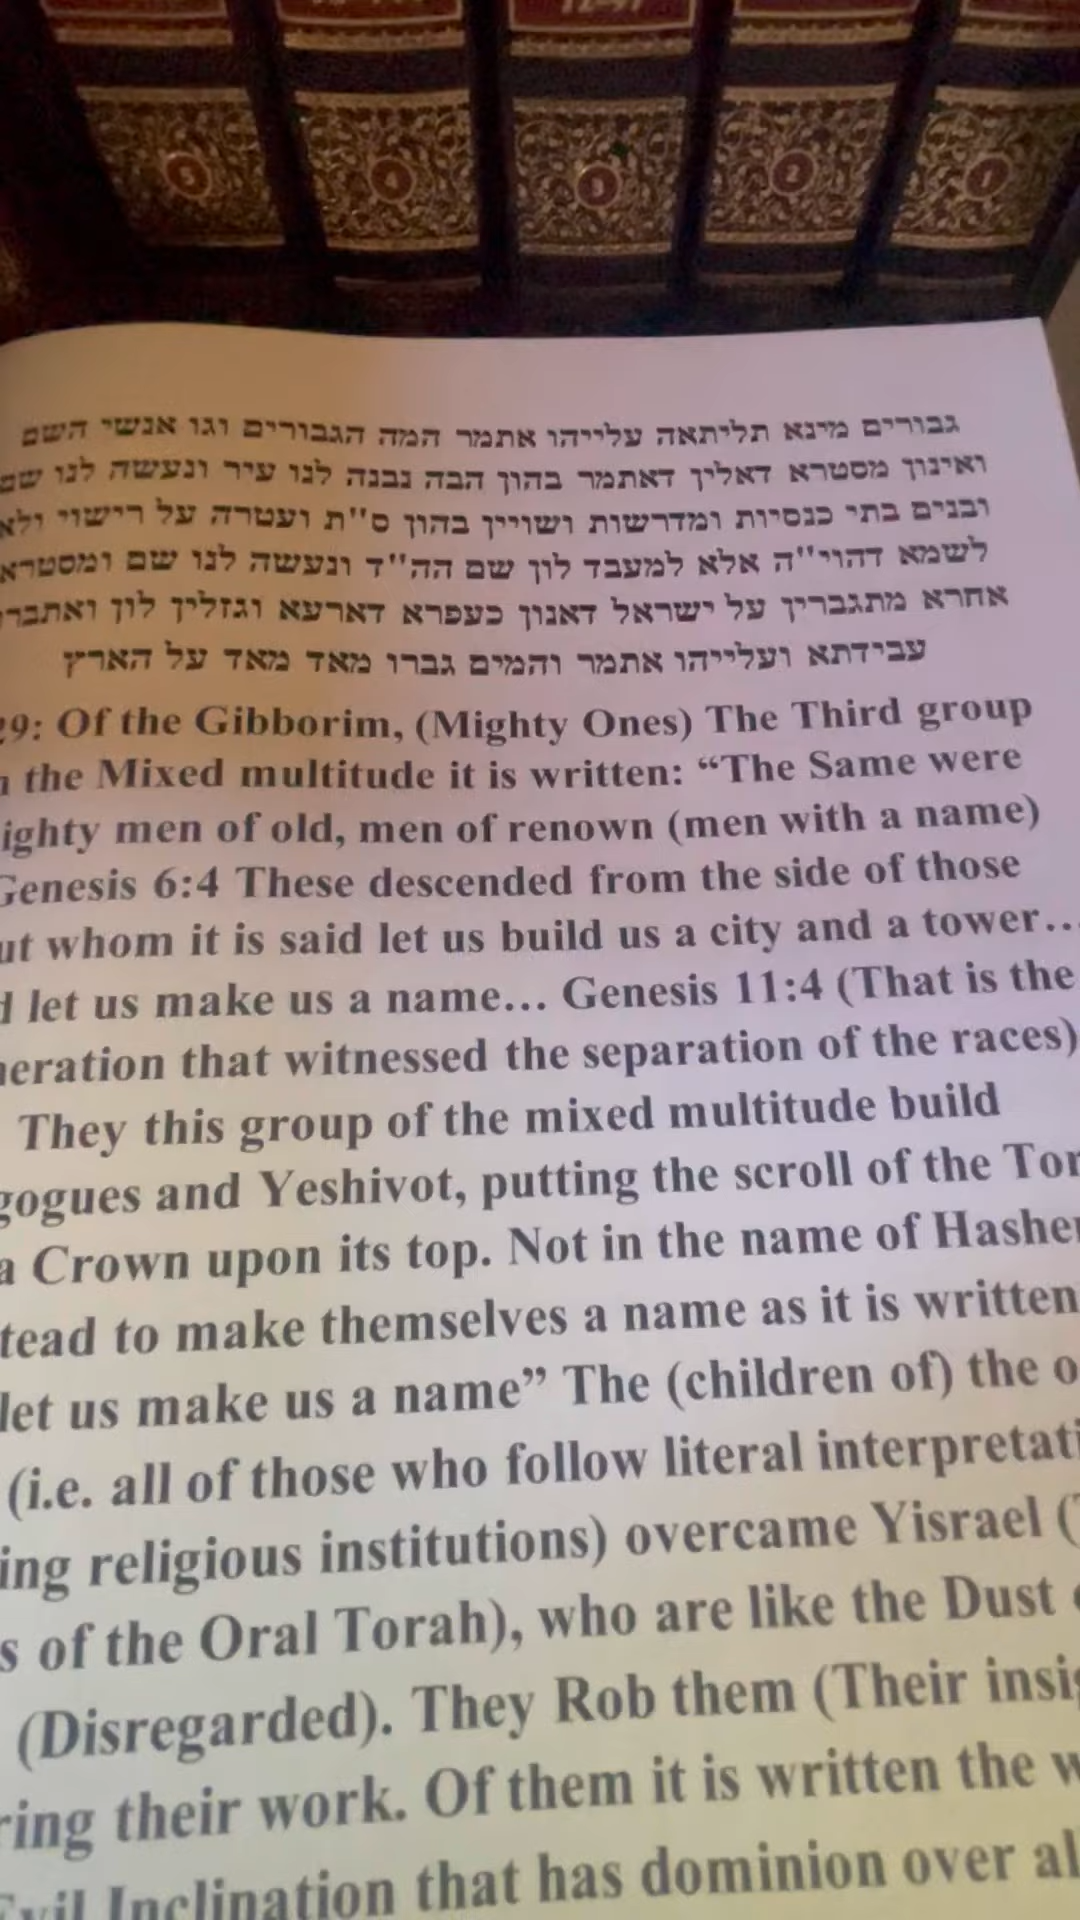 5 4 3 2 1
גבורים מינא תליתאה עלייהו אתמר המה הגבורים וגו אנשי השם
ואינון מסטרא דאלין דאתמר בהון הבה נבנה לנו עיר ונעשה לנו שם
ובנים בתי כנסיות ומדרשות ושויין בהון ס"ת ועטרה על רישוי ולא
לשמא דהוי"ה אלא למעבד לון שם הה"ד ונעשה לנו שם ומסטרא
אחרא מתגברין על ישראל דאנון כעפרא דארעא וגזלין לון ואתבר
עבידתא ועלייהו אתמר והמים גברו מאד מאד על הארץ
29: Of the Gibborim, (Mighty Ones) The Third group
the Mixed multitude it is written: “The Same were
ighty men of old, men of renown (men with a name)
Genesis 6:4 These descended from the side of those
ut whom it is said let us build us a city and a tower...
d let us make us a name... Genesis 11:4 (That is the
neration that witnessed the separation of the races)
They this group of the mixed multitude build
gogues and Yeshivot, putting the scroll of the Tor
a Crown upon its top. Not in the name of Hashe
tead to make themselves a name as it is written
let us make us a name” The (children of) the o
(i.e. all of those who follow literal interpretati
ing religious institutions) overcame Yisrael (
s of the Oral Torah), who are like the Dust
(Disregarded). They Rob them (Their insi
ring their work. Of them it is written the w
Evil Inclination that has dominion over al